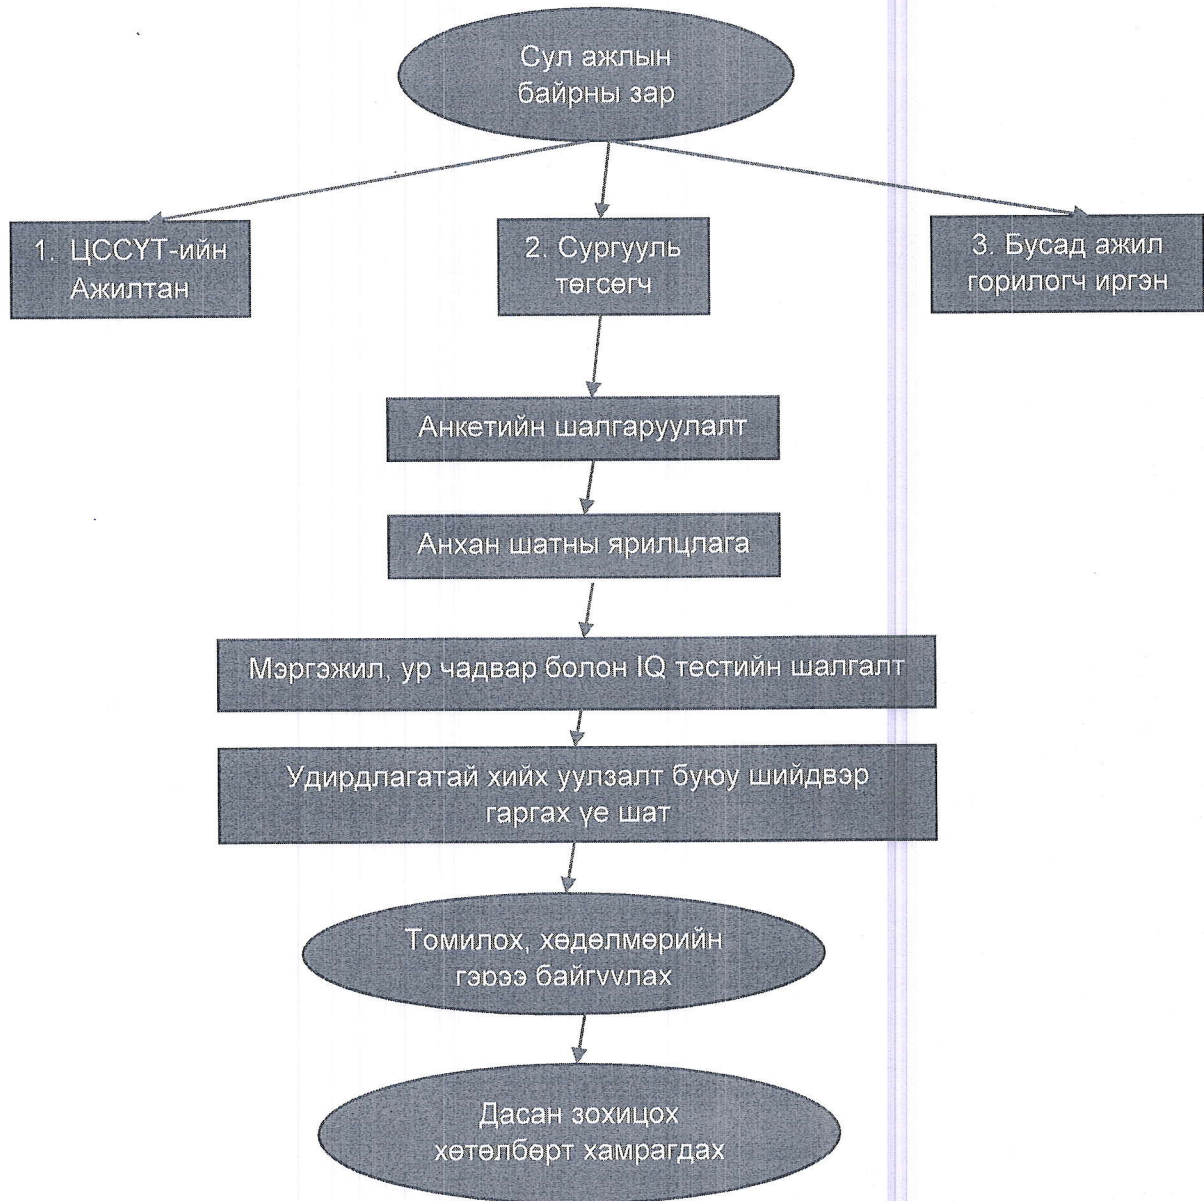 Сул ажлын
байрны зар
1. ЦССҮТ-ийн
Ажилтан
2. Сургууль
төгсөгч
3. Бусад ажил
горилогч иргэн
Анкетийн шалгаруулалт
Анхан шатны ярилцлага
Мэргэжил, ур чадвар болон IQ тестийн шалгалт
Удирдлагатай хийх уулзалт буюу шийдвэр
гаргах үе шат
Томилох, хөдөлмөрийн
гэрээ байгуулах
Дасан зохицох
хөтөлбөрт хамрагдах